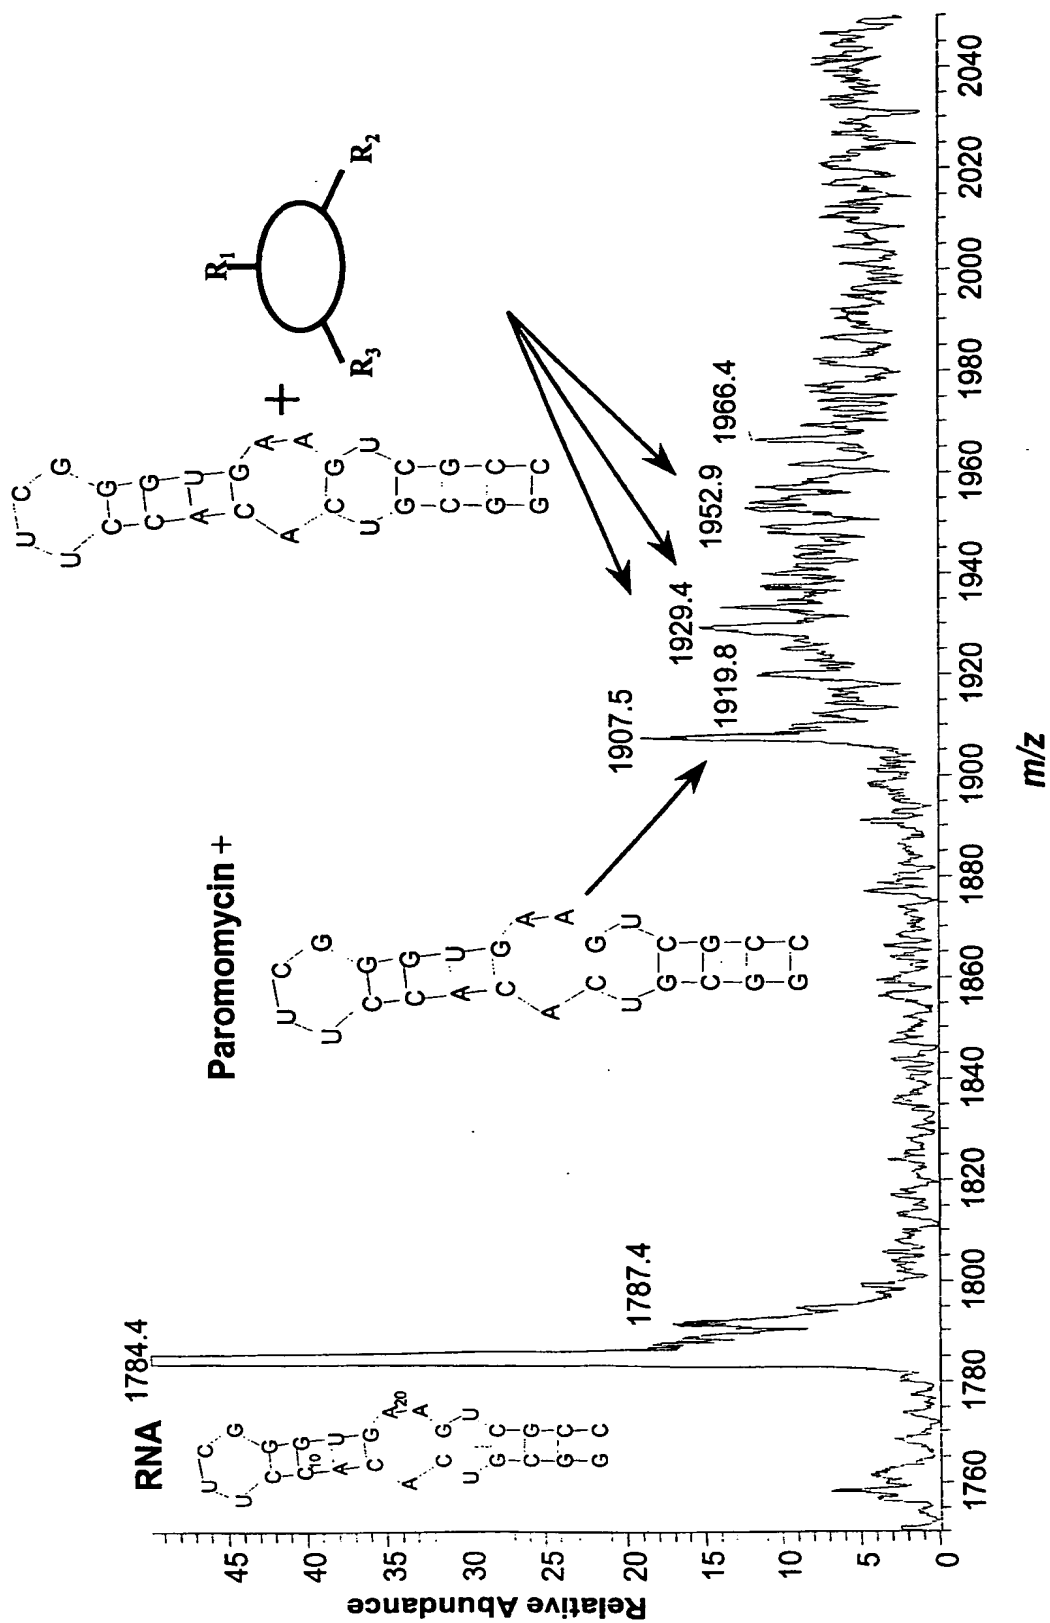 RNA
U C
U G
C G
C10 G
A U
C G
A20
A A
C G
U U
G C
C G
G C
G C
Paromomycin +
U C
U G
C G
C G
A U
C G
A
A A
C G
U U
G C
C G
G C
G C
U C
U G
C G
C G
A U
C G
A
A A
C G
U U
G C
C G
G C
G C
+
R1
R2
R3
1784.4
1787.4
1907.5
1919.8
1929.4
1952.9
1966.4
Relative Abundance
45
40
35
30
25
20
15
10
5
0
1760 1780 1800 1820 1840 1860 1880 1900 1920 1940 1960 1980 2000 2020 2040
m/z